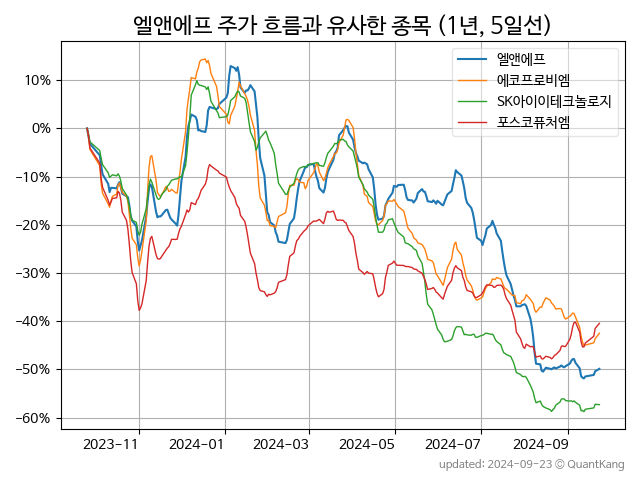 엘앤에프 주가 흐름과 유사한 종목 (1년, 5일선)
엘앤에프
에코프로비엠
SK아이이테크놀로지
포스코퓨처엠
10%
0%
−10%
−20%
−30%
−40%
−50%
−60%
2023-11 2024-01 2024-03 2024-05 2024-07 2024-09
updated: 2024-09-23 © QuantKang